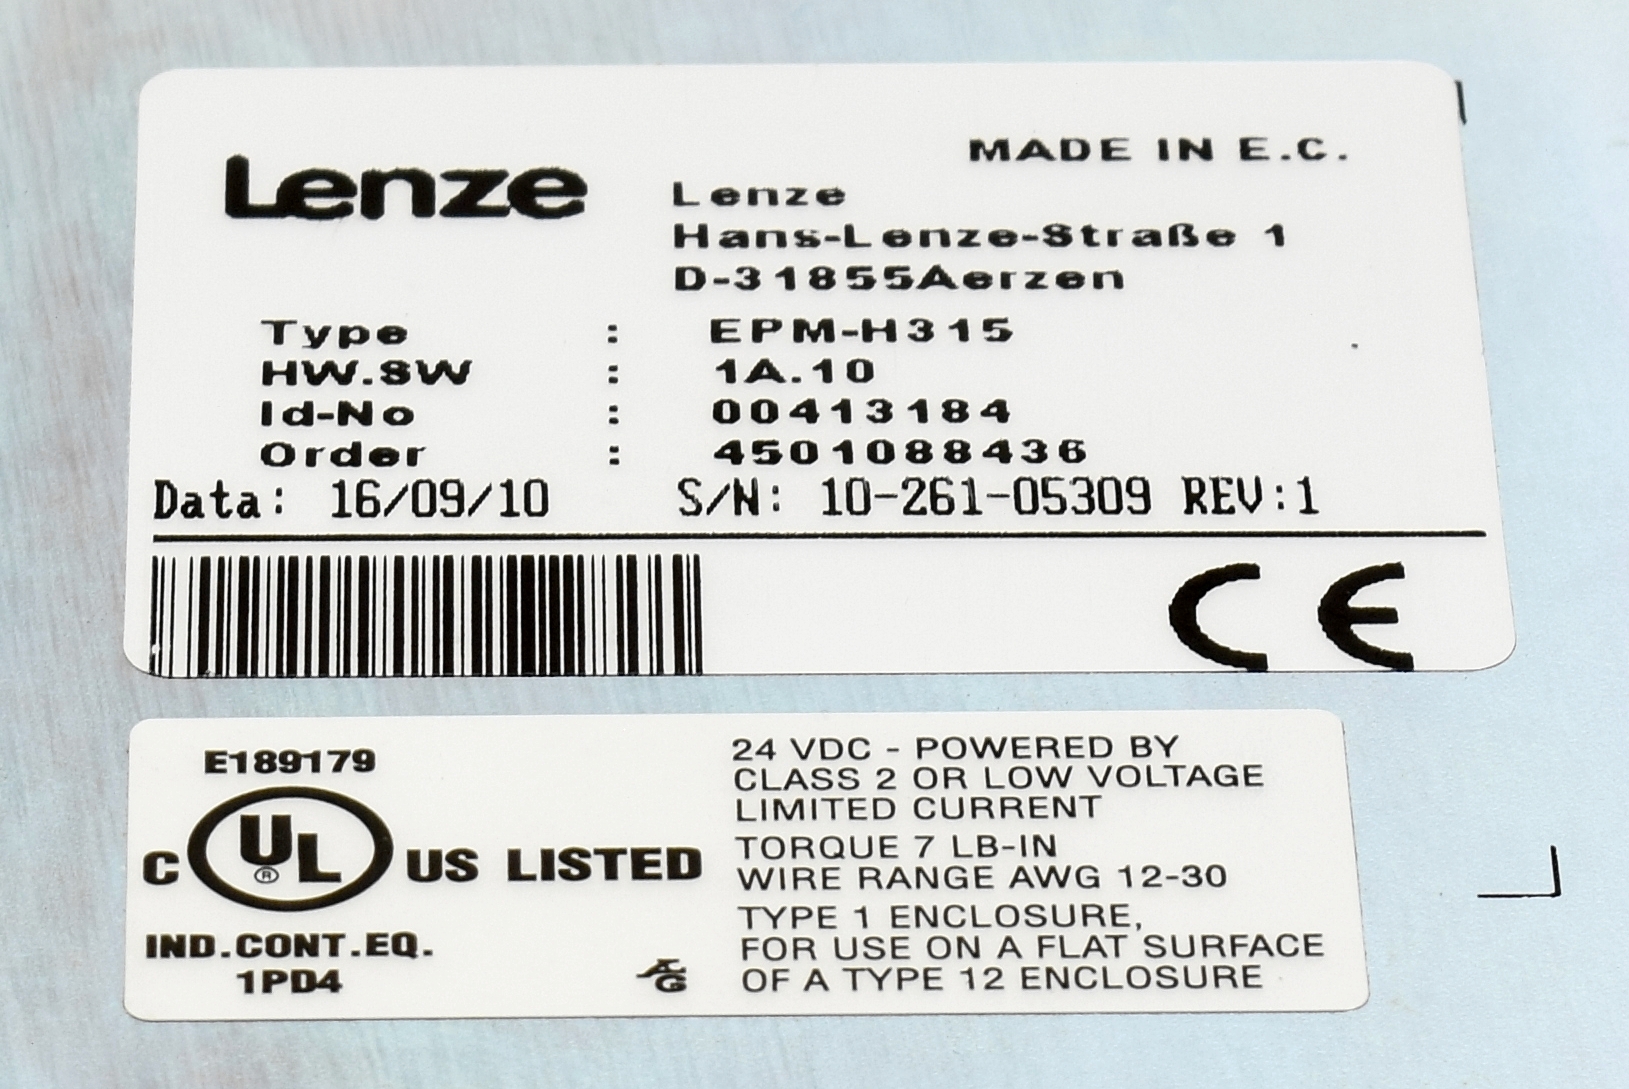 Lenze
MADE IN E.C.
Lenze
Hans-Lenze-Straße 1
D-31855Aerzen
Type : EPM-H315
HW.SW : 1A.10
Id-No : 00413184
Order : 4501088436
Data: 16/09/10 S/N: 10-261-05309 REV:1
CE
E189179
C UL® US LISTED
IND.CONT.EQ.
1PD4
24 VDC - POWERED BY
CLASS 2 OR LOW VOLTAGE
LIMITED CURRENT
TORQUE 7 LB-IN
WIRE RANGE AWG 12-30
TYPE 1 ENCLOSURE,
FOR USE ON A FLAT SURFACE
OF A TYPE 12 ENCLOSURE